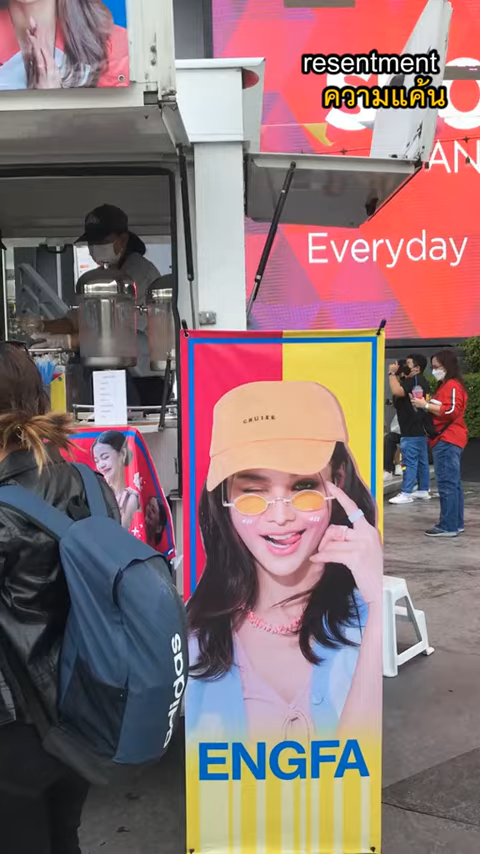 resentment
ความแค้น
Everyday
CRUISE
adidas
ENGFA